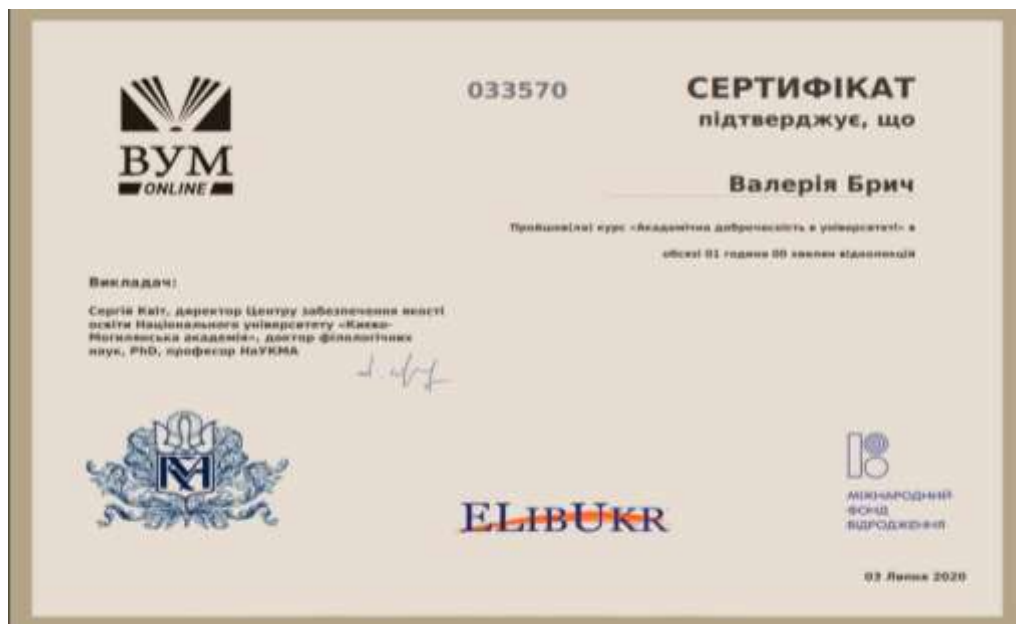 ВУМ
ONLINE
033570
СЕРТИФІКАТ
підтверджує, що
Валерія Брич
Пройшов(ла) курс «Академічна доброчесність в університеті» в
обсязі 01 година 00 хвилин відеолекцій
Викладач:
Сергій Квіт, директор Центру забезпечення якості
освіти Національного університету «Києво-
Могилянська академія», доктор філологічних
наук, PhD, професор НаУКМА
ELIBUKR
МІЖНАРОДНИЙ
ФОНД
ВІДРОДЖЕННЯ
03 Липня 2020